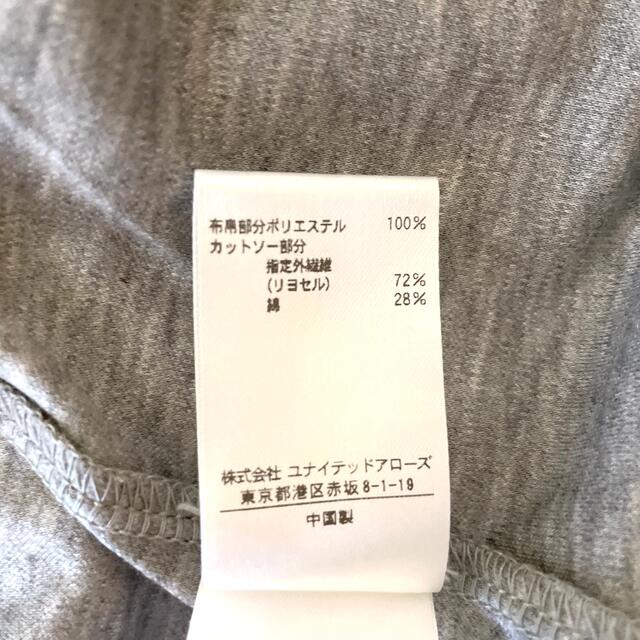 布帛部分ポリエステル 100%
カットソー部分
指定外繊維
(リヨセル) 72%
綿 28%
株式会社 ユナイテッドアローズ
東京都港区赤坂8-1-19
中国製